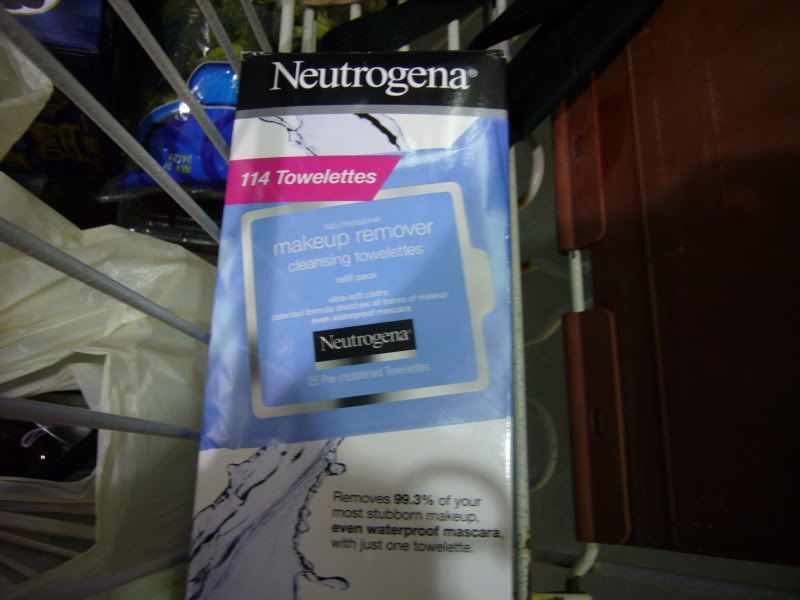 Neutrogena®
114 Towelettes
NEUTROGENA®
makeup remover
cleansing towelettes
refill pack
ultra-soft cloths
patented formula dissolves all traces of makeup
even waterproof mascara
Neutrogena®
25 Pre-moistened Towelettes
Removes 99.3% of your
most stubborn makeup,
even waterproof mascara,
with just one towelette.